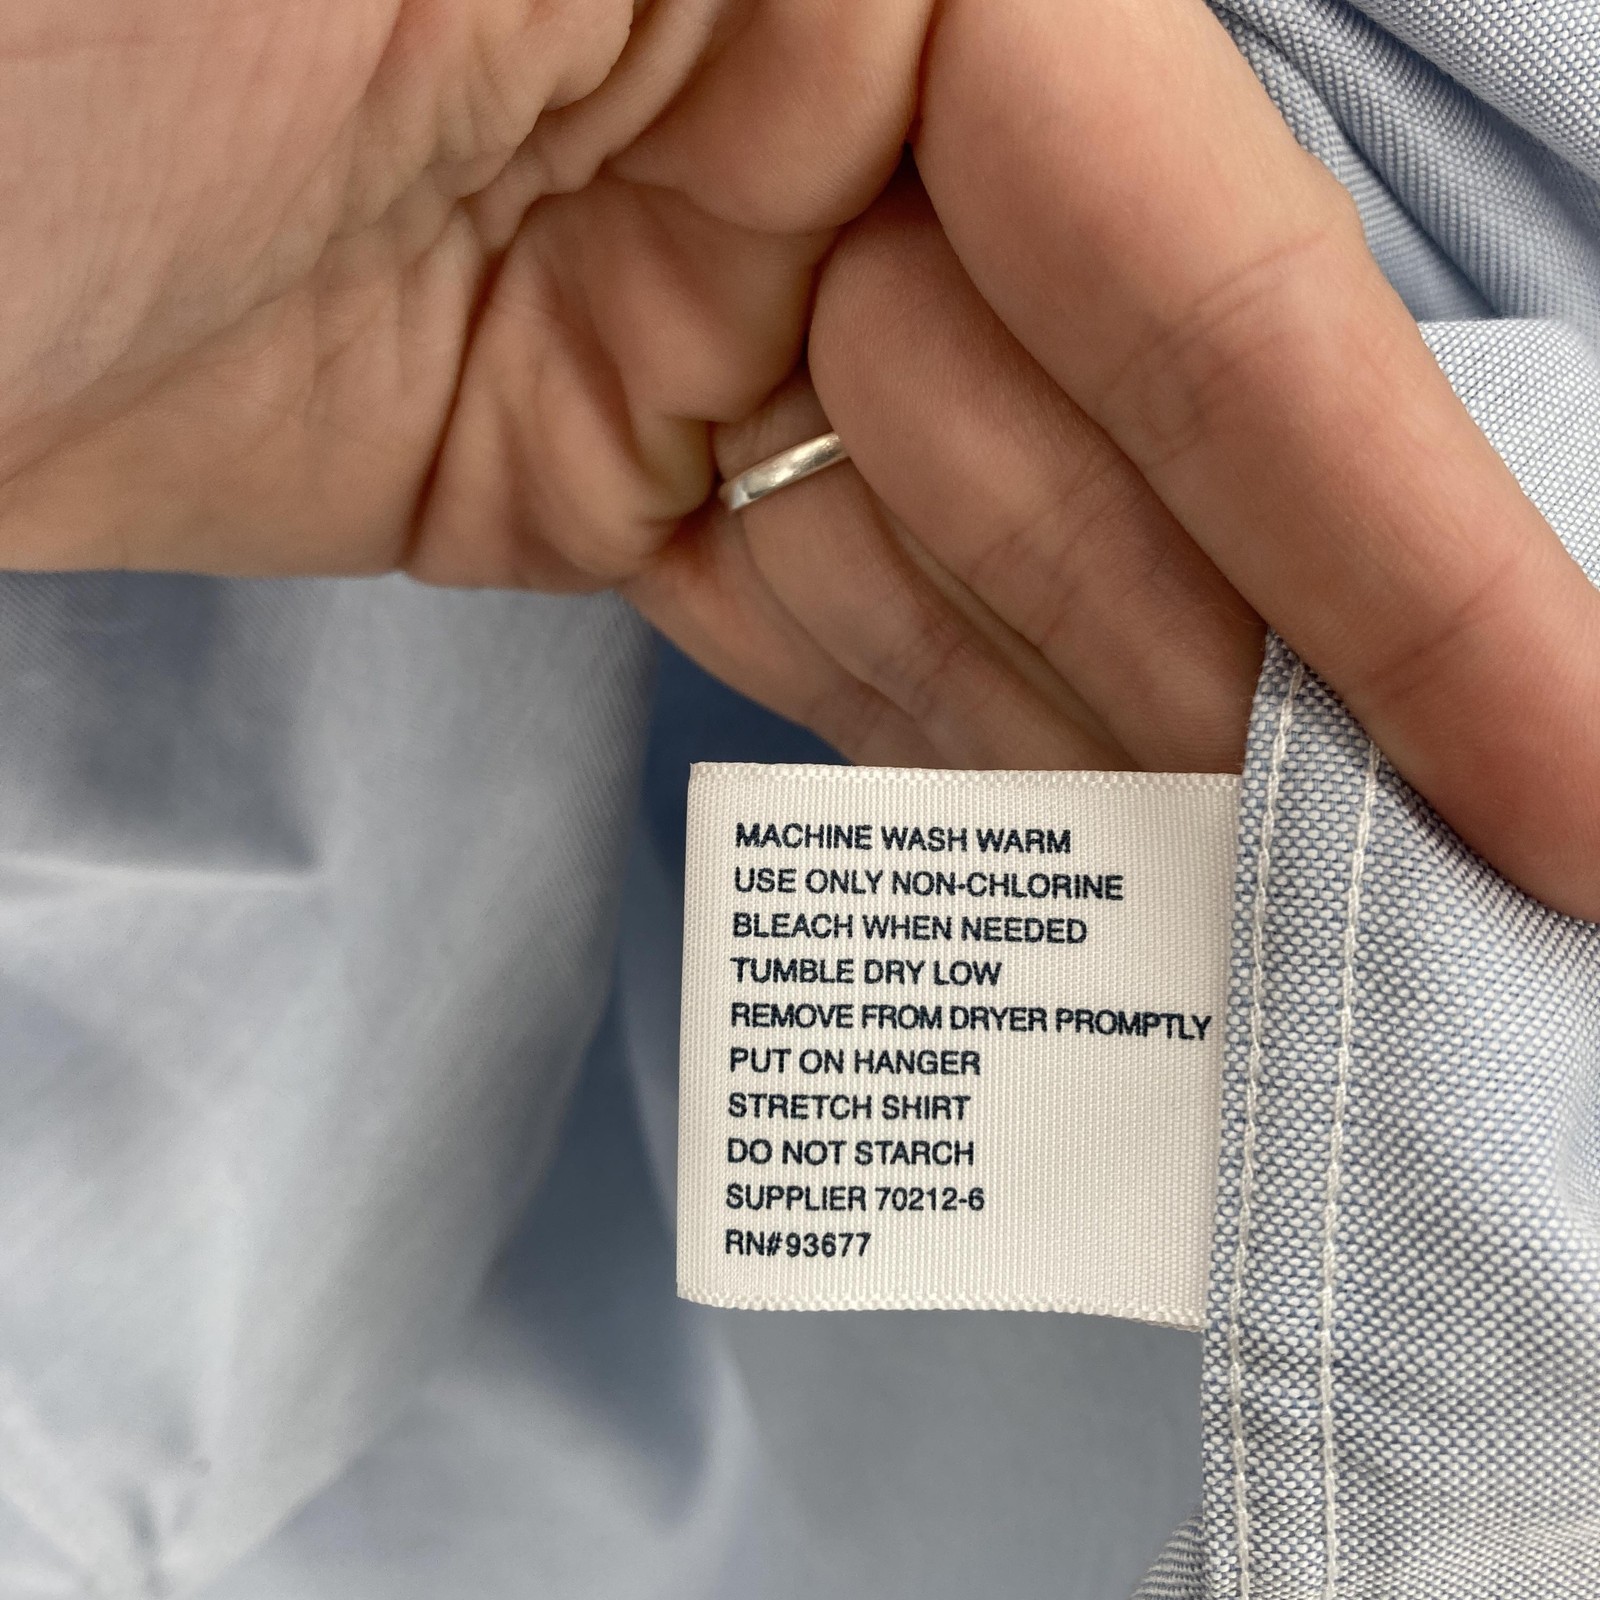 MACHINE WASH WARM
USE ONLY NON-CHLORINE
BLEACH WHEN NEEDED
TUMBLE DRY LOW
REMOVE FROM DRYER PROMPTLY
PUT ON HANGER
STRETCH SHIRT
DO NOT STARCH
SUPPLIER 70212-6
RN#93677